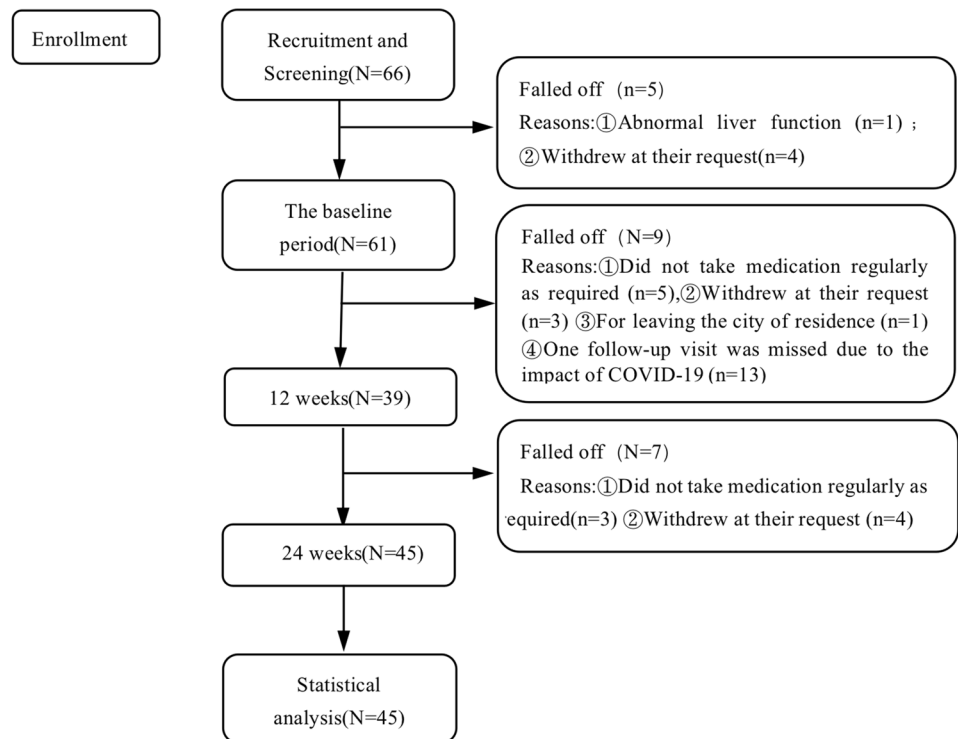 Enrollment
Recruitment and
Screening(N=66)
Falled off (n=5)
Reasons:①Abnormal liver function (n=1) ;
②Withdrew at their request(n=4)
The baseline
period(N=61)
Falled off (N=9)
Reasons:①Did not take medication regularly
as required (n=5),②Withdrew at their request
(n=3) ③For leaving the city of residence (n=1)
④One follow-up visit was missed due to the
impact of COVID-19 (n=13)
12 weeks(N=39)
Falled off (N=7)
Reasons:①Did not take medication regularly as
required(n=3) ②Withdrew at their request (n=4)
24 weeks(N=45)
Statistical
analysis(N=45)